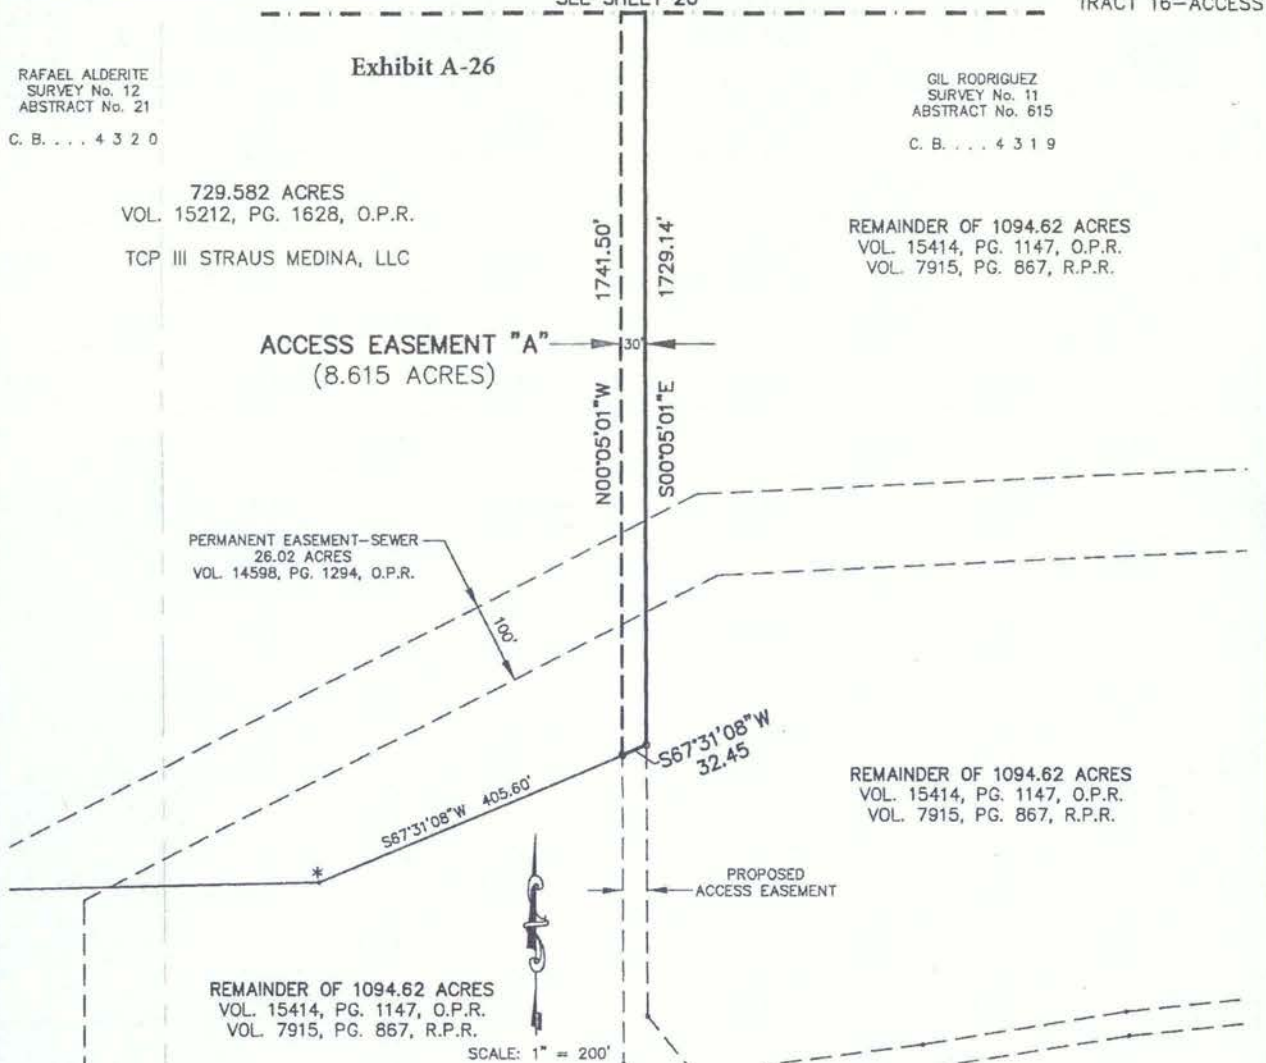 SEE SHEET 26
TRACT 16-ACCESS
Exhibit A-26
RAFAEL ALDERITE
SURVEY No. 12
ABSTRACT No. 21
C. B. . . . 4 3 2 0
GIL RODRIGUEZ
SURVEY No. 11
ABSTRACT No. 615
C. B. . . . 4 3 1 9
729.582 ACRES
VOL. 15212, PG. 1628, O.P.R.
TCP III STRAUS MEDINA, LLC
1741.50'
1729.14'
REMAINDER OF 1094.62 ACRES
VOL. 15414, PG. 1147, O.P.R.
VOL. 7915, PG. 867, R.P.R.
ACCESS EASEMENT "A"
(8.615 ACRES)
30'
N00°05'01"W
S00°05'01"E
PERMANENT EASEMENT-SEWER
26.02 ACRES
VOL. 14598, PG. 1294, O.P.R.
100'
S67°31'08"W
32.45
S67°31'08"W 405.60'
*
REMAINDER OF 1094.62 ACRES
VOL. 15414, PG. 1147, O.P.R.
VOL. 7915, PG. 867, R.P.R.
PROPOSED
ACCESS EASEMENT
REMAINDER OF 1094.62 ACRES
VOL. 15414, PG. 1147, O.P.R.
VOL. 7915, PG. 867, R.P.R.
SCALE: 1" = 200'